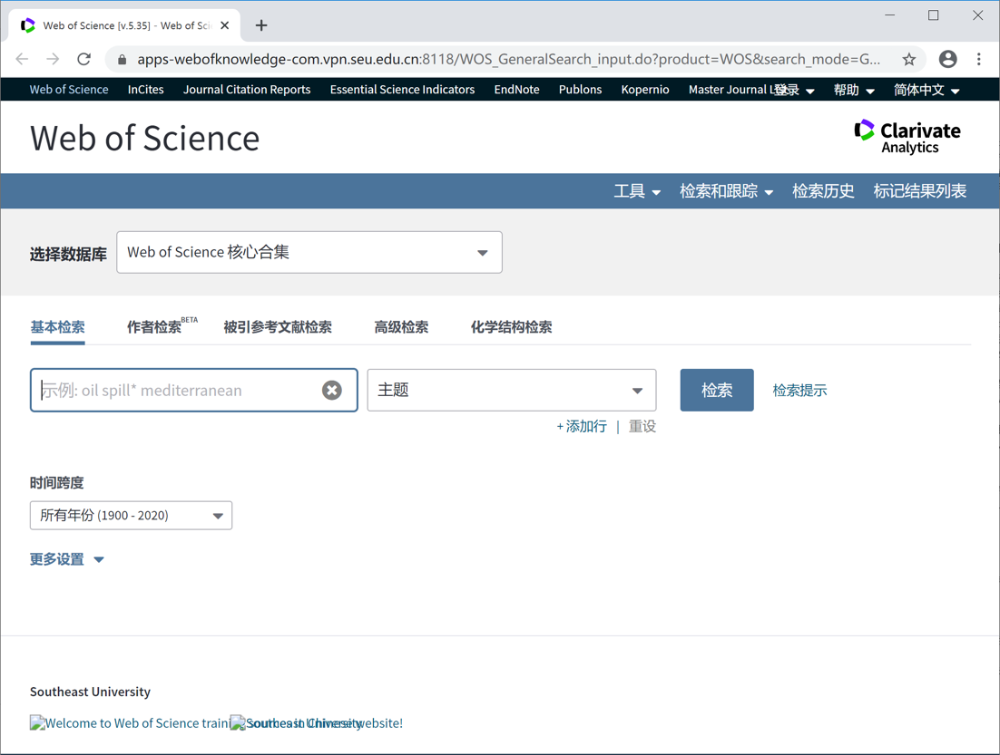 Web of Science [v.5.35] - Web of Sci
apps-webofknowledge-com.vpn.seu.edu.cn:8118/WOS_GeneralSearch_input.do?product=WOS&search_mode=G...
Web of Science InCites Journal Citation Reports Essential Science Indicators EndNote Publons Kopernio Master Journal 登录 帮助 简体中文
Web of Science
Clarivate
Analytics
工具 检索和跟踪 检索历史 标记结果列表
选择数据库 Web of Science 核心合集
基本检索 作者检索BETA 被引参考文献检索 高级检索 化学结构检索
示例: oil spill* mediterranean 主题 检索 检索提示
+ 添加行 | 重设
时间跨度
所有年份 (1900 - 2020)
更多设置
Southeast University
Welcome to Web of Science Southeast University website!